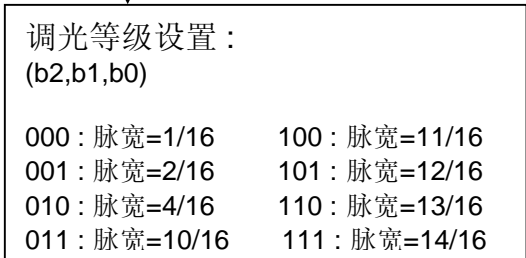 调光等级设置 :
(b2,b1,b0)
000 : 脉宽=1/16 100 : 脉宽=11/16
001 : 脉宽=2/16 101 : 脉宽=12/16
010 : 脉宽=4/16 110 : 脉宽=13/16
011 : 脉宽=10/16 111 : 脉宽=14/16